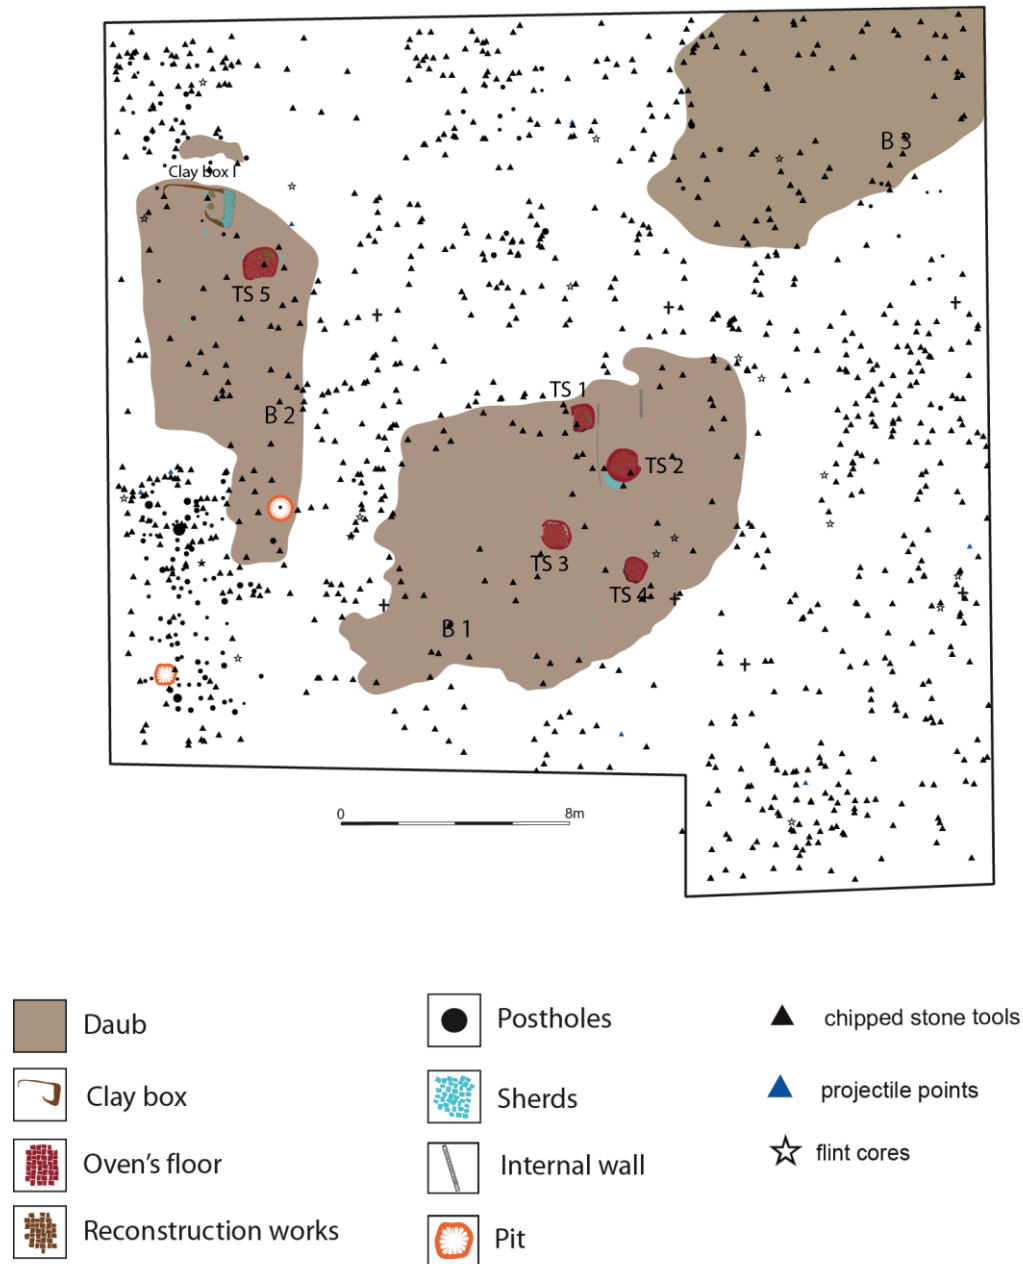 B 3
Clay box I
TS 5
TS 1
B 2
TS 2
TS 3
TS 4
B 1
0 8m
Daub
Postholes
chipped stone tools
Clay box
Sherds
projectile points
Oven's floor
Internal wall
flint cores
Reconstruction works
Pit